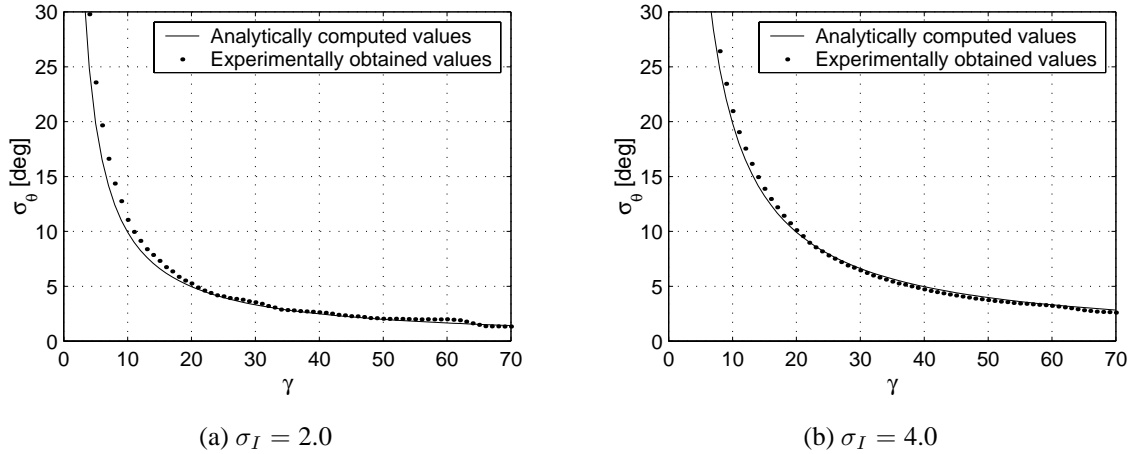 30
25
20
15
10
5
0
σθ [deg]
0 10 20 30 40 50 60 70
γ
Analytically computed values
Experimentally obtained values
(a) σI = 2.0
30
25
20
15
10
5
0
σθ [deg]
0 10 20 30 40 50 60 70
γ
Analytically computed values
Experimentally obtained values
(b) σI = 4.0